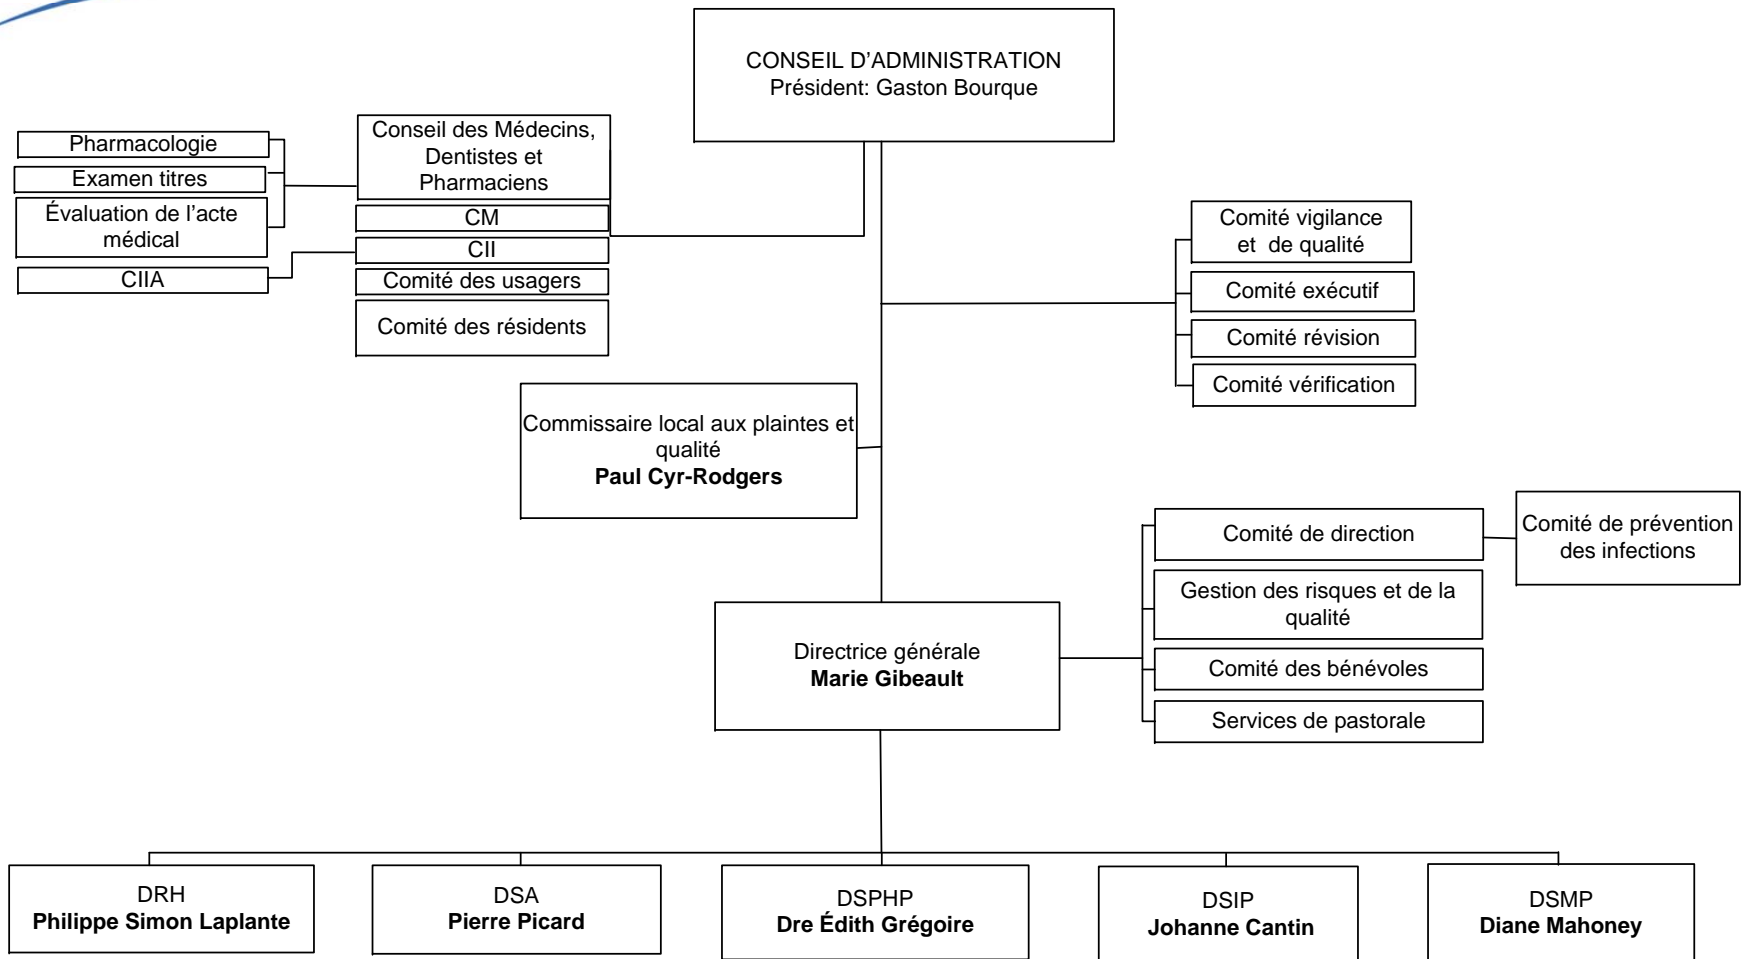 CONSEIL D'ADMINISTRATION
Président: Gaston Bourque
Pharmacologie
Examen titres
Évaluation de l'acte
médical
CIIA
Conseil des Médecins,
Dentistes et
Pharmaciens
CM
CII
Comité des usagers
Comité des résidents
Comité vigilance
et de qualité
Comité exécutif
Comité révision
Comité vérification
Commissaire local aux plaintes et
qualité
Paul Cyr-Rodgers
Comité de direction
Comité de prévention
des infections
Gestion des risques et de la
qualité
Comité des bénévoles
Services de pastorale
Directrice générale
Marie Gibeault
DRH
Philippe Simon Laplante
DSA
Pierre Picard
DSPHP
Dre Édith Grégoire
DSIP
Johanne Cantin
DSMP
Diane Mahoney